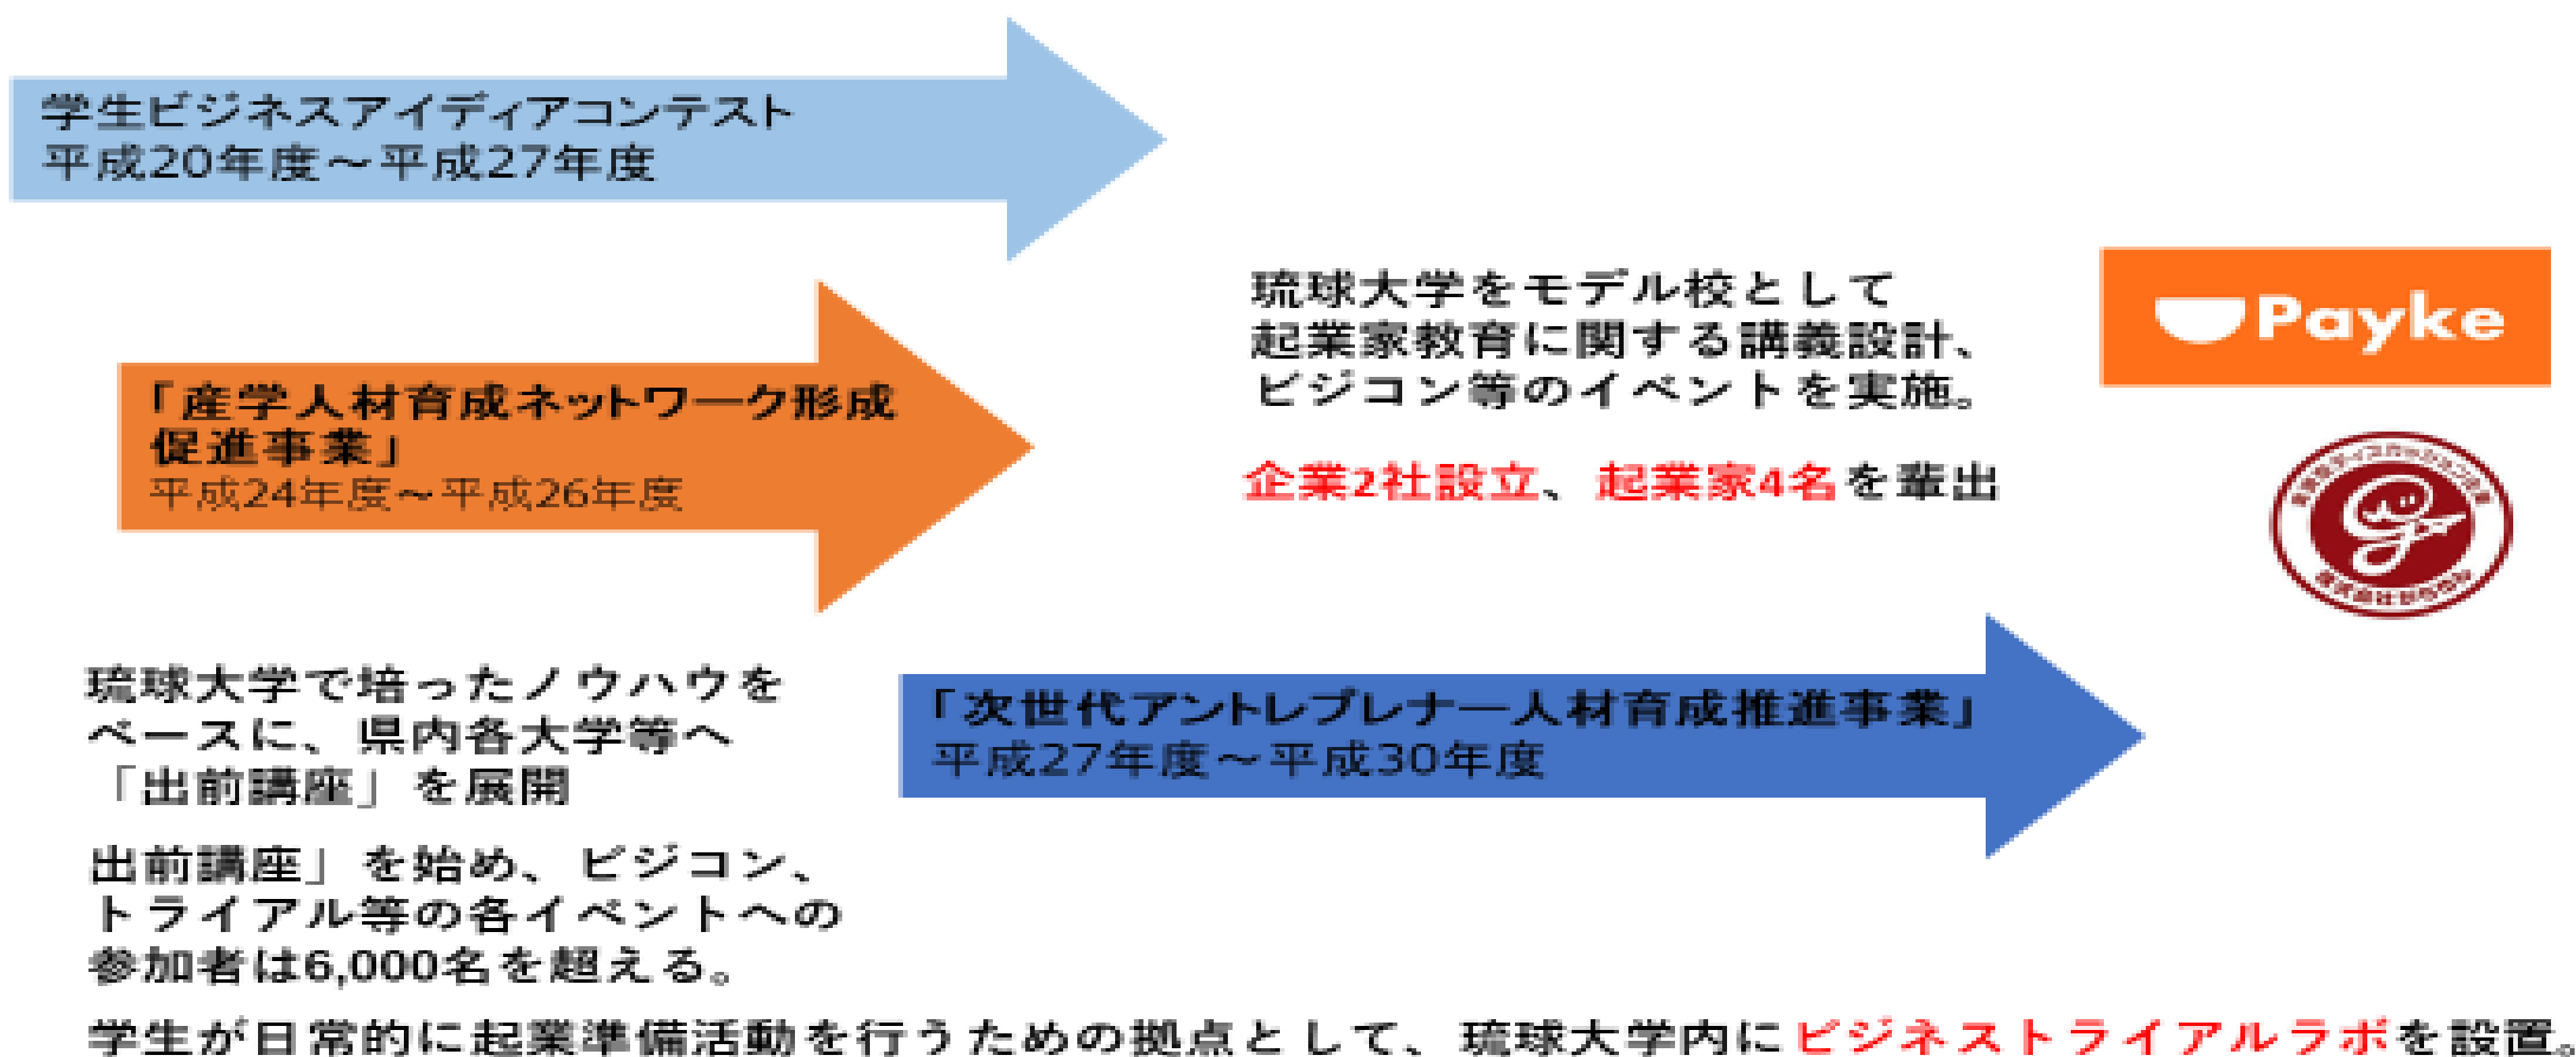 学生ビジネスアイディアコンテスト
平成20年度～平成27年度
「産学人材育成ネットワーク形成
促進事業」
平成24年度～平成26年度
琉球大学をモデル校として
起業家教育に関する講義設計、
ビジコン等のイベントを実施。
企業2社設立、起業家4名を輩出
Payke
琉球大学で培ったノウハウを
ベースに、県内各大学等へ
「出前講座」を展開
「次世代アントレプレナー人材育成推進事業」
平成27年度～平成30年度
出前講座」を始め、ビジコン、
トライアル等の各イベントへの
参加者は6,000名を超える。
学生が日常的に起業準備活動を行うための拠点として、琉球大学内にビジネストライアルラボを設置。